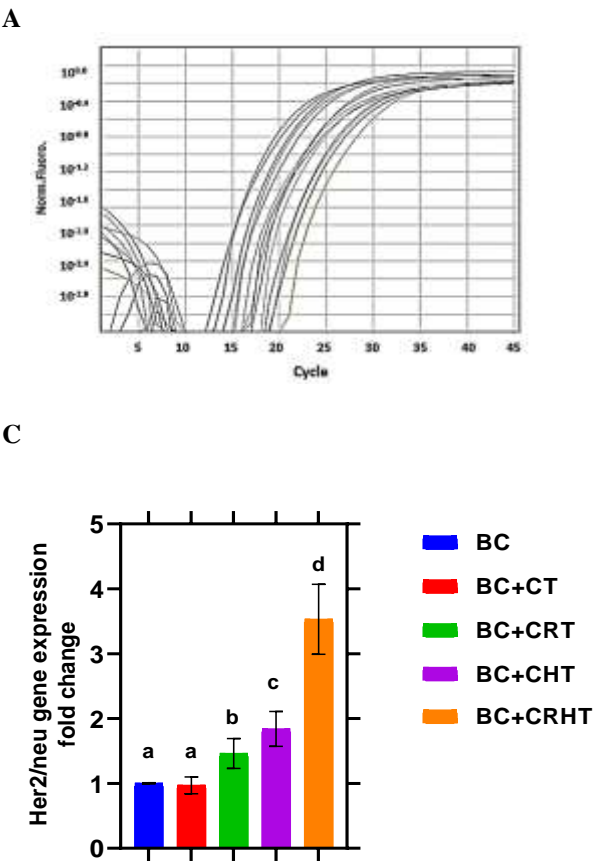 A
Norm.Fluoro.
5 10 15 20 25 30 35 40 45
Cycle
C
Her2/neu gene expression
fold change
5
4
3
2
1
0
a a b c d
BC
BC+CT
BC+CRT
BC+CHT
BC+CRHT